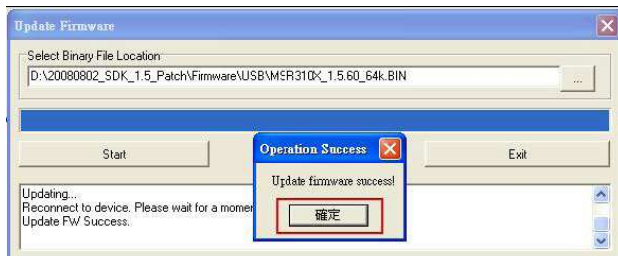 Update Firmware
Select Binary File Location
D:\20080802_SDK_1.5_Patch\Firmware\USB\MSR310X_1.5.60_64k.BIN
...
Start
Exit
Operation Success
Update firmware success!
確定
Updating...
Reconnect to device. Please wait for a momen
Update FW Success.